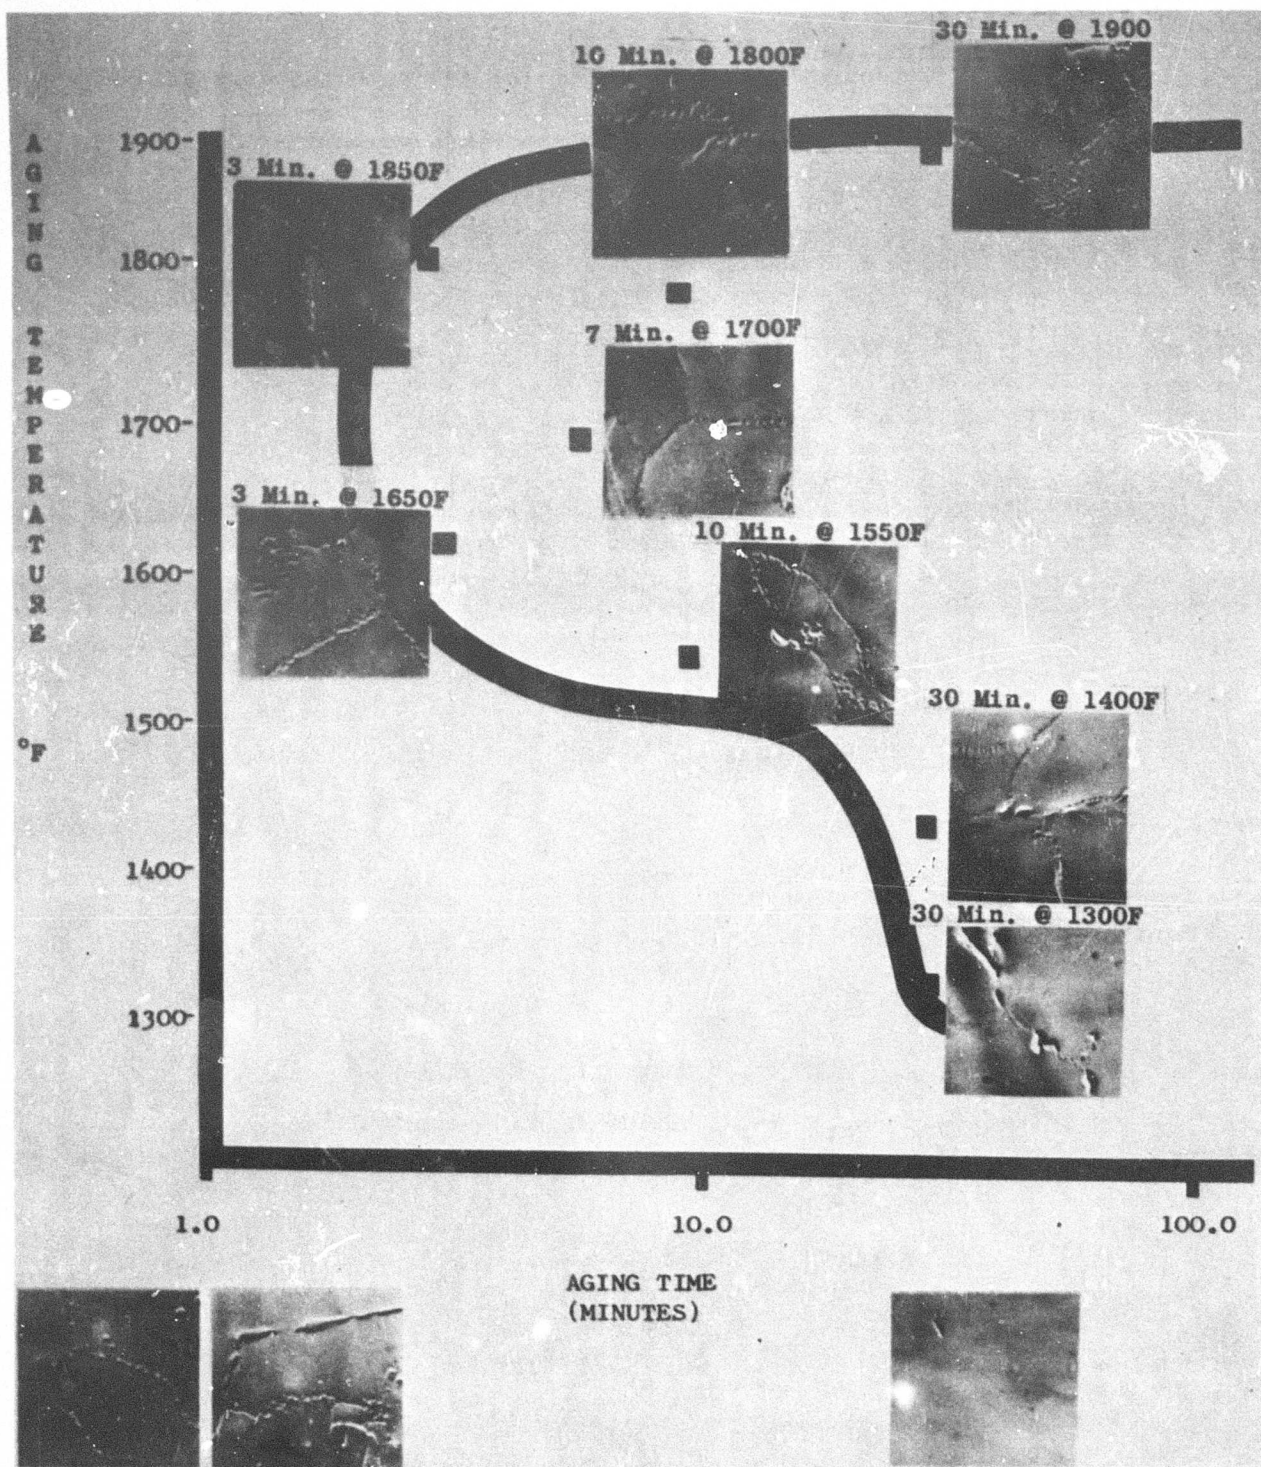 30 Min. @ 1900
10 Min. @ 1800F
3 Min. @ 1850F
7 Min. @ 1700F
3 Min. @ 1650F
10 Min. @ 1550F
30 Min. @ 1400F
30 Min. @ 1300F
AGING TEMPERATURE
°F
1900-
1800-
1700-
1600-
1500-
1400-
1300-
1.0
10.0
100.0
AGING TIME
(MINUTES)